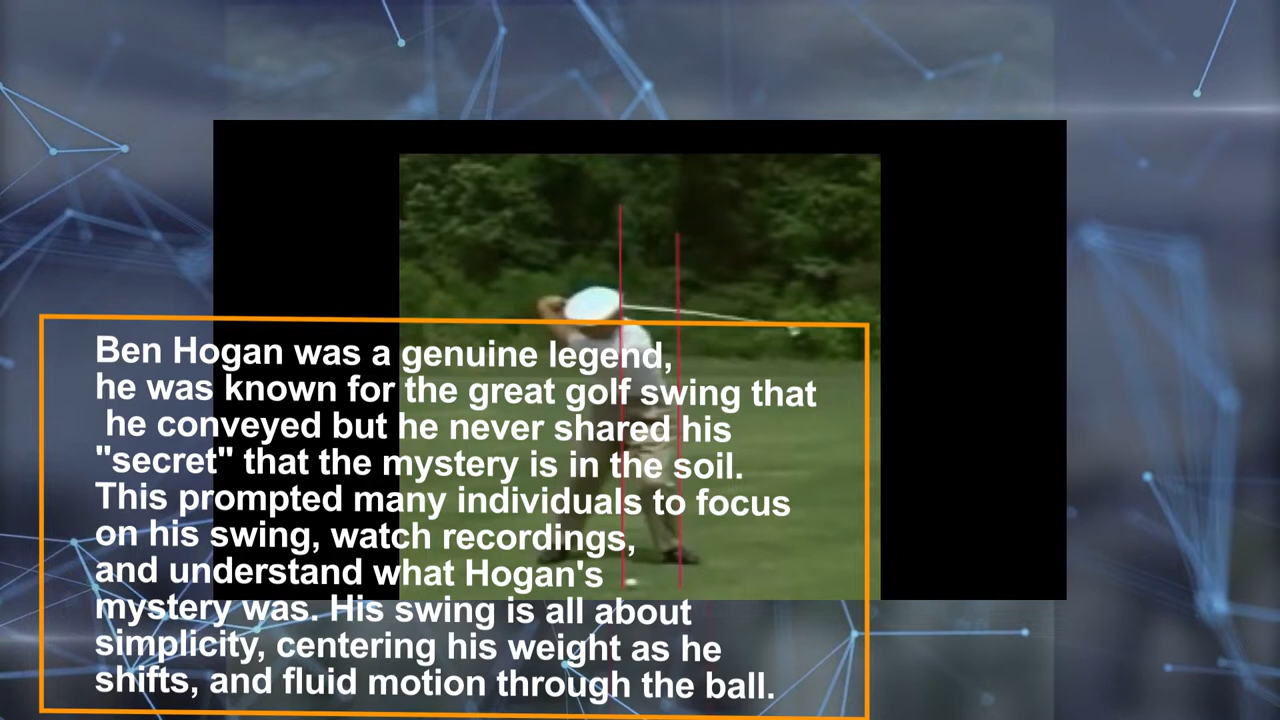 Ben Hogan was a genuine legend,
he was known for the great golf swing that
he conveyed but he never shared his
"secret" that the mystery is in the soil.
This prompted many individuals to focus
on his swing, watch recordings,
and understand what Hogan's
mystery was. His swing is all about
simplicity, centering his weight as he
shifts, and fluid motion through the ball.